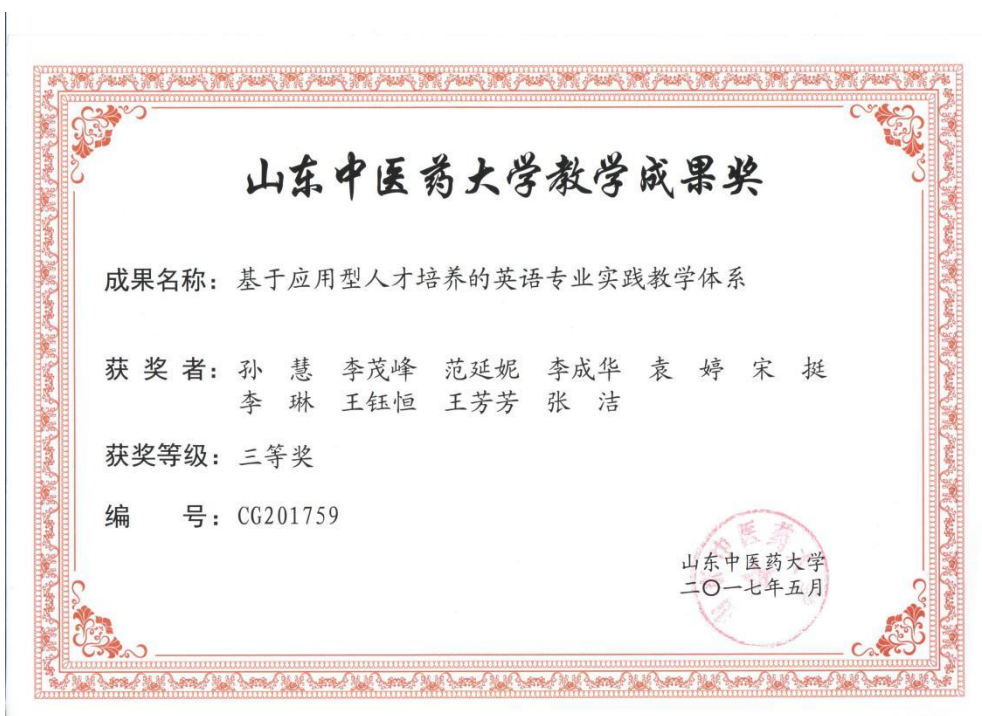 山东中医药大学教学成果奖
成果名称：基于应用型人才培养的英语专业实践教学体系
获 奖 者：孙　慧　李茂峰　范延妮　李成华　袁　婷　宋　挺
李　琳　王钰恒　王芳芳　张　洁
获奖等级：三等奖
编　　号：CG201759
山东中医药大学
二〇一七年五月